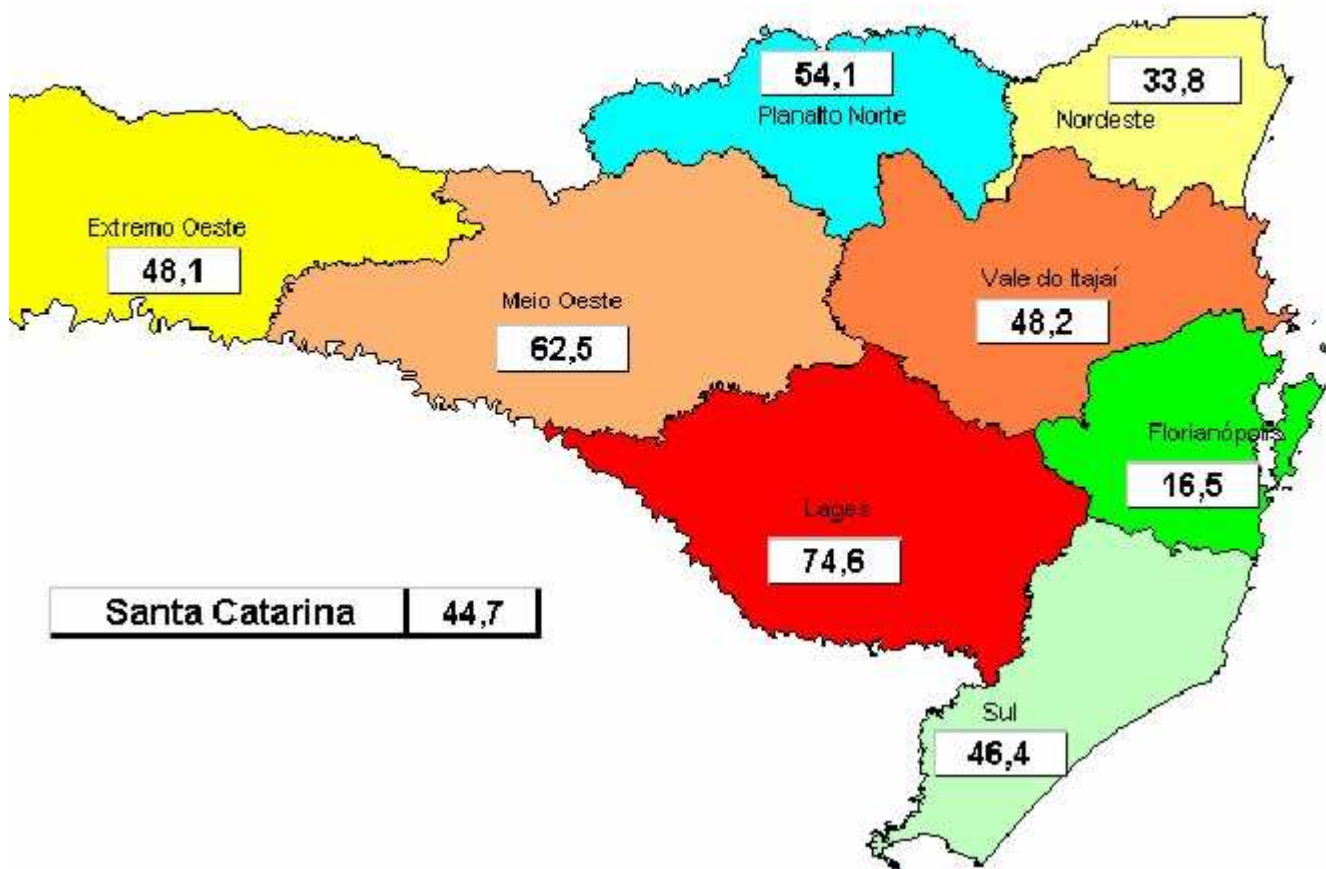 54,1
Planalto Norte
33,8
Nordeste
Extremo Oeste
48,1
Meio Oeste
62,5
Vale do Itajaí
48,2
Florianópolis
16,5
Lages
74,6
Santa Catarina 44,7
Sul
46,4